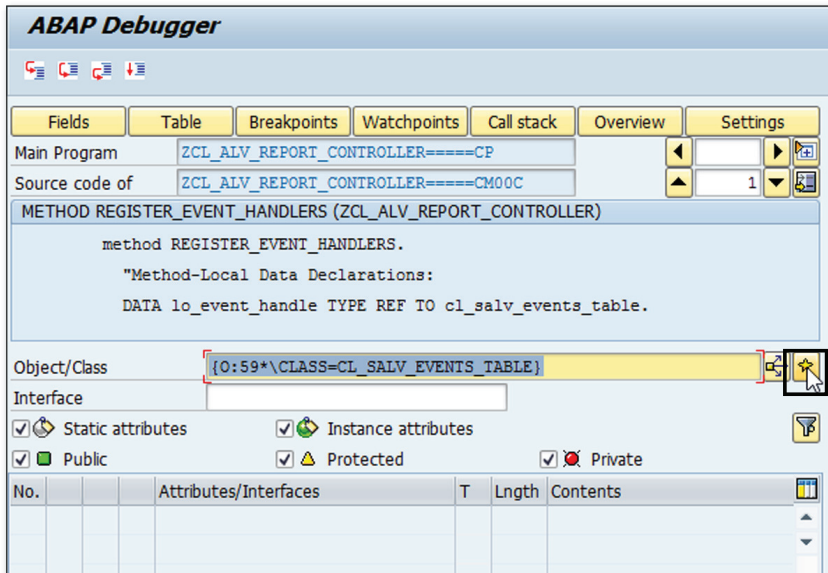 ABAP Debugger
Fields Table Breakpoints Watchpoints Call stack Overview Settings
Main Program ZCL_ALV_REPORT_CONTROLLER=====CP
Source code of ZCL_ALV_REPORT_CONTROLLER=====CM00C 1
METHOD REGISTER_EVENT_HANDLERS (ZCL_ALV_REPORT_CONTROLLER)
method REGISTER_EVENT_HANDLERS.
"Method-Local Data Declarations:
DATA lo_event_handle TYPE REF TO cl_salv_events_table.
Object/Class {O:59*\CLASS=CL_SALV_EVENTS_TABLE}
Interface
Static attributes Instance attributes
Public Protected Private
No. Attributes/Interfaces T Lngth Contents